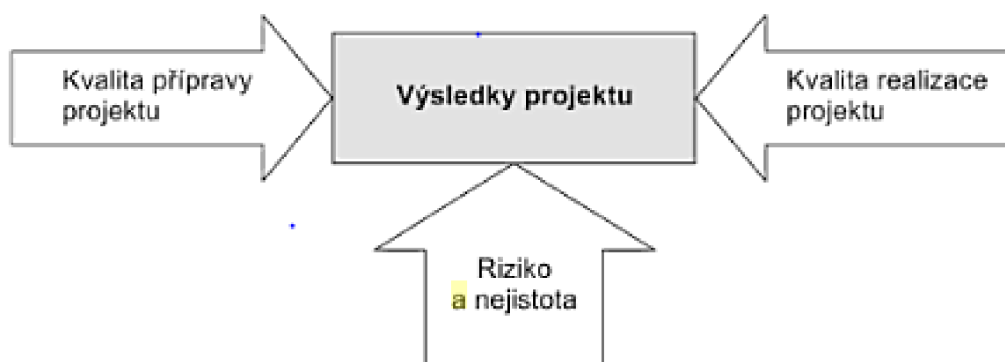 Kvalita přípravy
projektu
Výsledky projektu
Kvalita realizace
projektu
Riziko
a nejistota